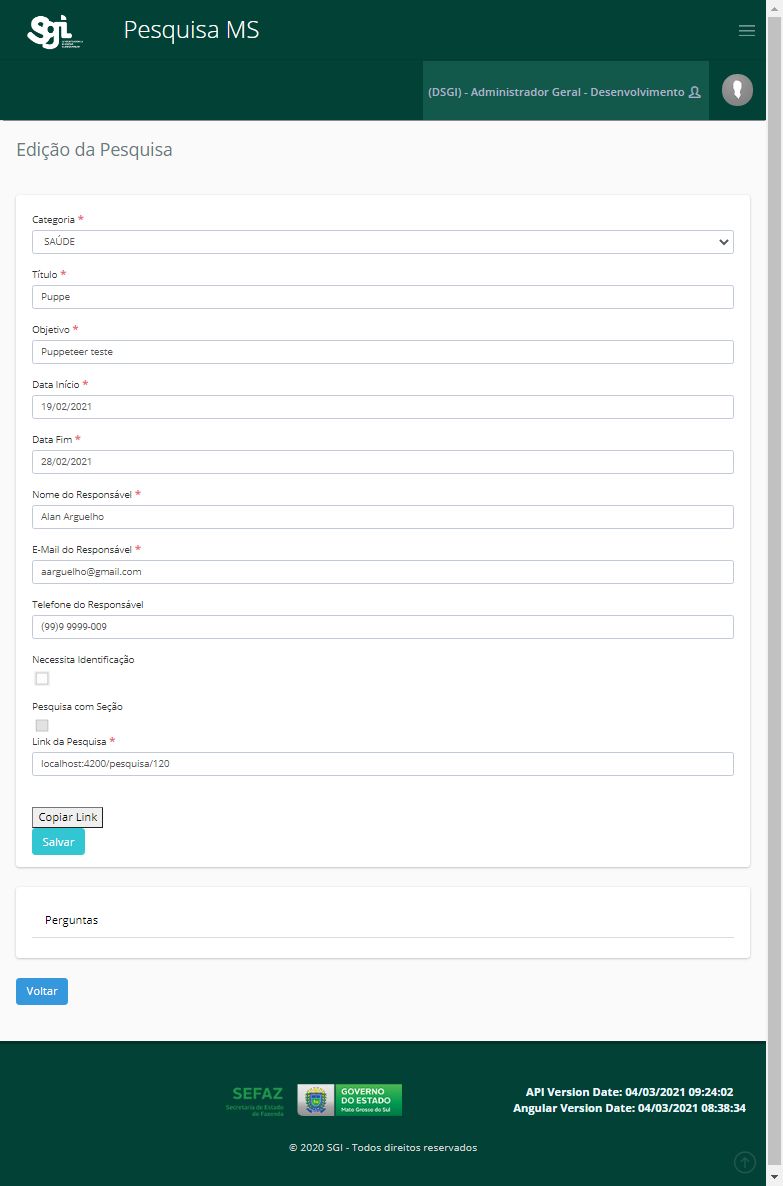 Sgi
Pesquisa MS
(DSGI) - Administrador Geral - Desenvolvimento
Edição da Pesquisa
Categoria *
SAÚDE
Título *
Puppe
Objetivo *
Puppeteer teste
Data Início *
19/02/2021
Data Fim *
28/02/2021
Nome do Responsável *
Alan Arguelho
E-Mail do Responsável *
aarguelho@gmail.com
Telefone do Responsável
(99)9 9999-009
Necessita Identificação
Pesquisa com Seção
Link da Pesquisa *
localhost:4200/pesquisa/120
Copiar Link
Salvar
Perguntas
Voltar
SEFAZ
Secretaria de Estado
de Fazenda
GOVERNO
DO ESTADO
Mato Grosso do Sul
API Version Date: 04/03/2021 09:24:02
Angular Version Date: 04/03/2021 08:38:34
© 2020 SGI - Todos direitos reservados